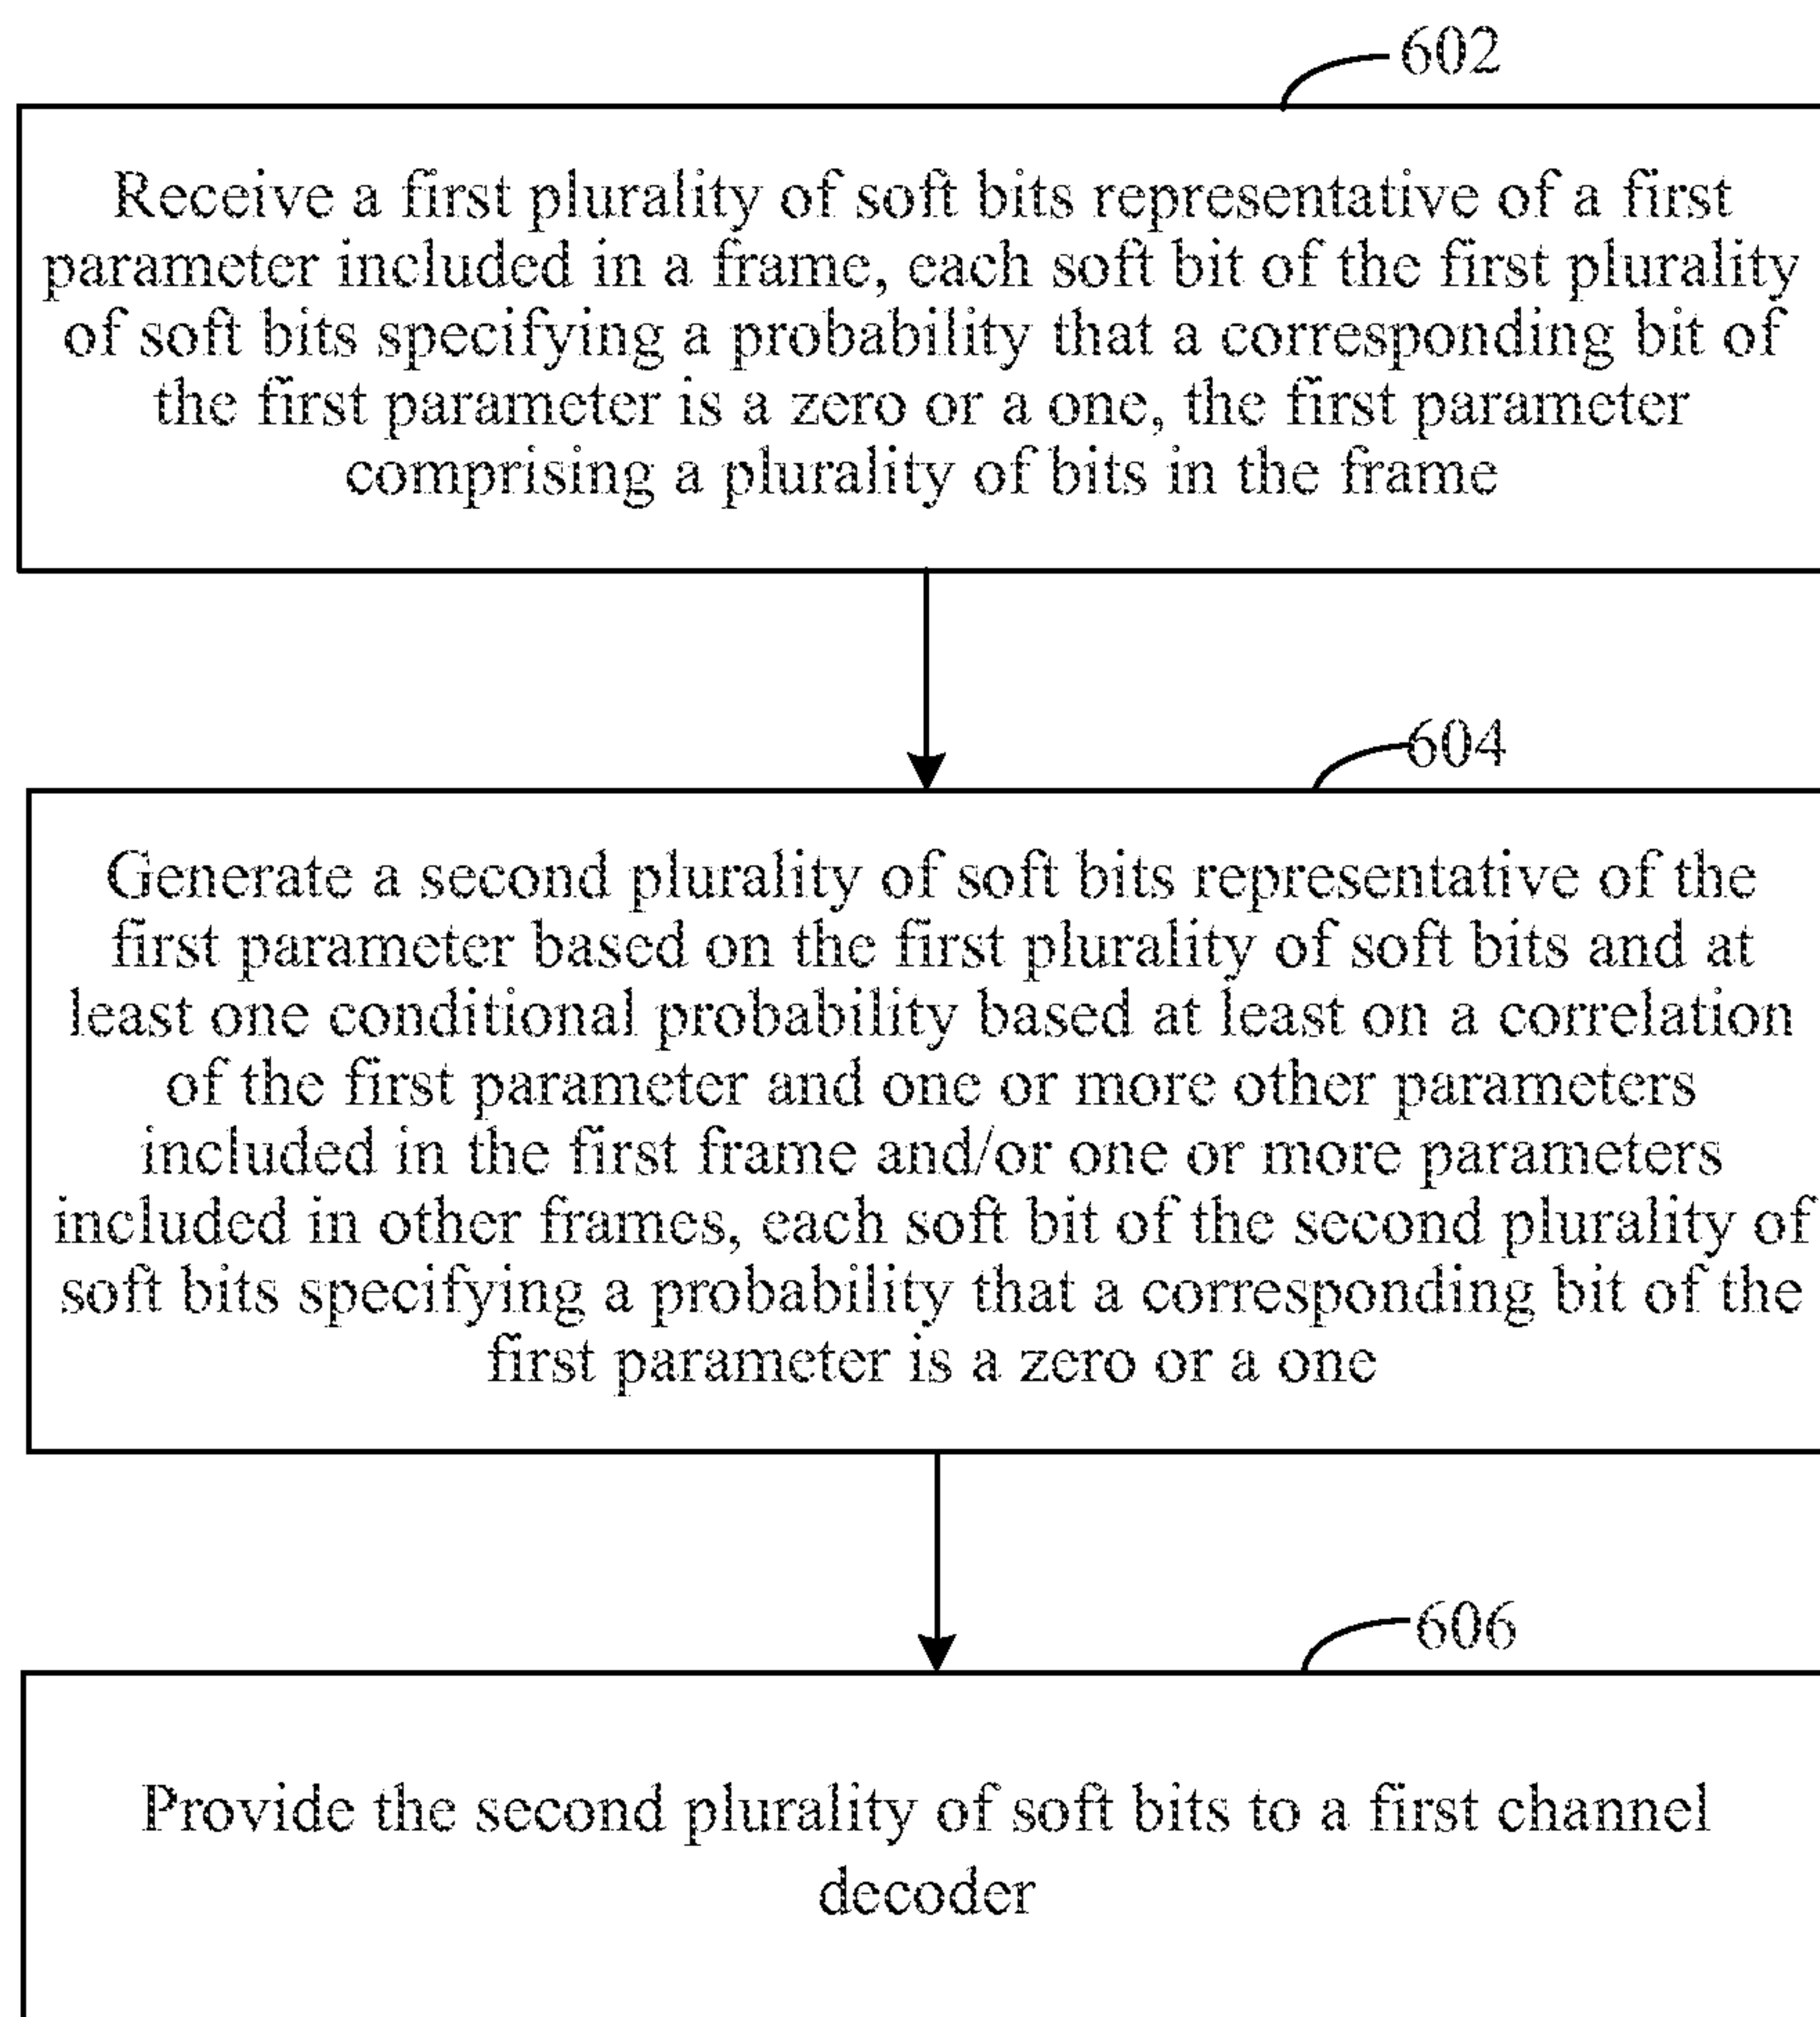 602
Receive a first plurality of soft bits representative of a first
parameter included in a frame, each soft bit of the first plurality
of soft bits specifying a probability that a corresponding bit of
the first parameter is a zero or a one, the first parameter
comprising a plurality of bits in the frame
604
Generate a second plurality of soft bits representative of the
first parameter based on the first plurality of soft bits and at
least one conditional probability based at least on a correlation
of the first parameter and one or more other parameters
included in the first frame and/or one or more parameters
included in other frames, each soft bit of the second plurality of
soft bits specifying a probability that a corresponding bit of the
first parameter is a zero or a one
606
Provide the second plurality of soft bits to a first channel
decoder